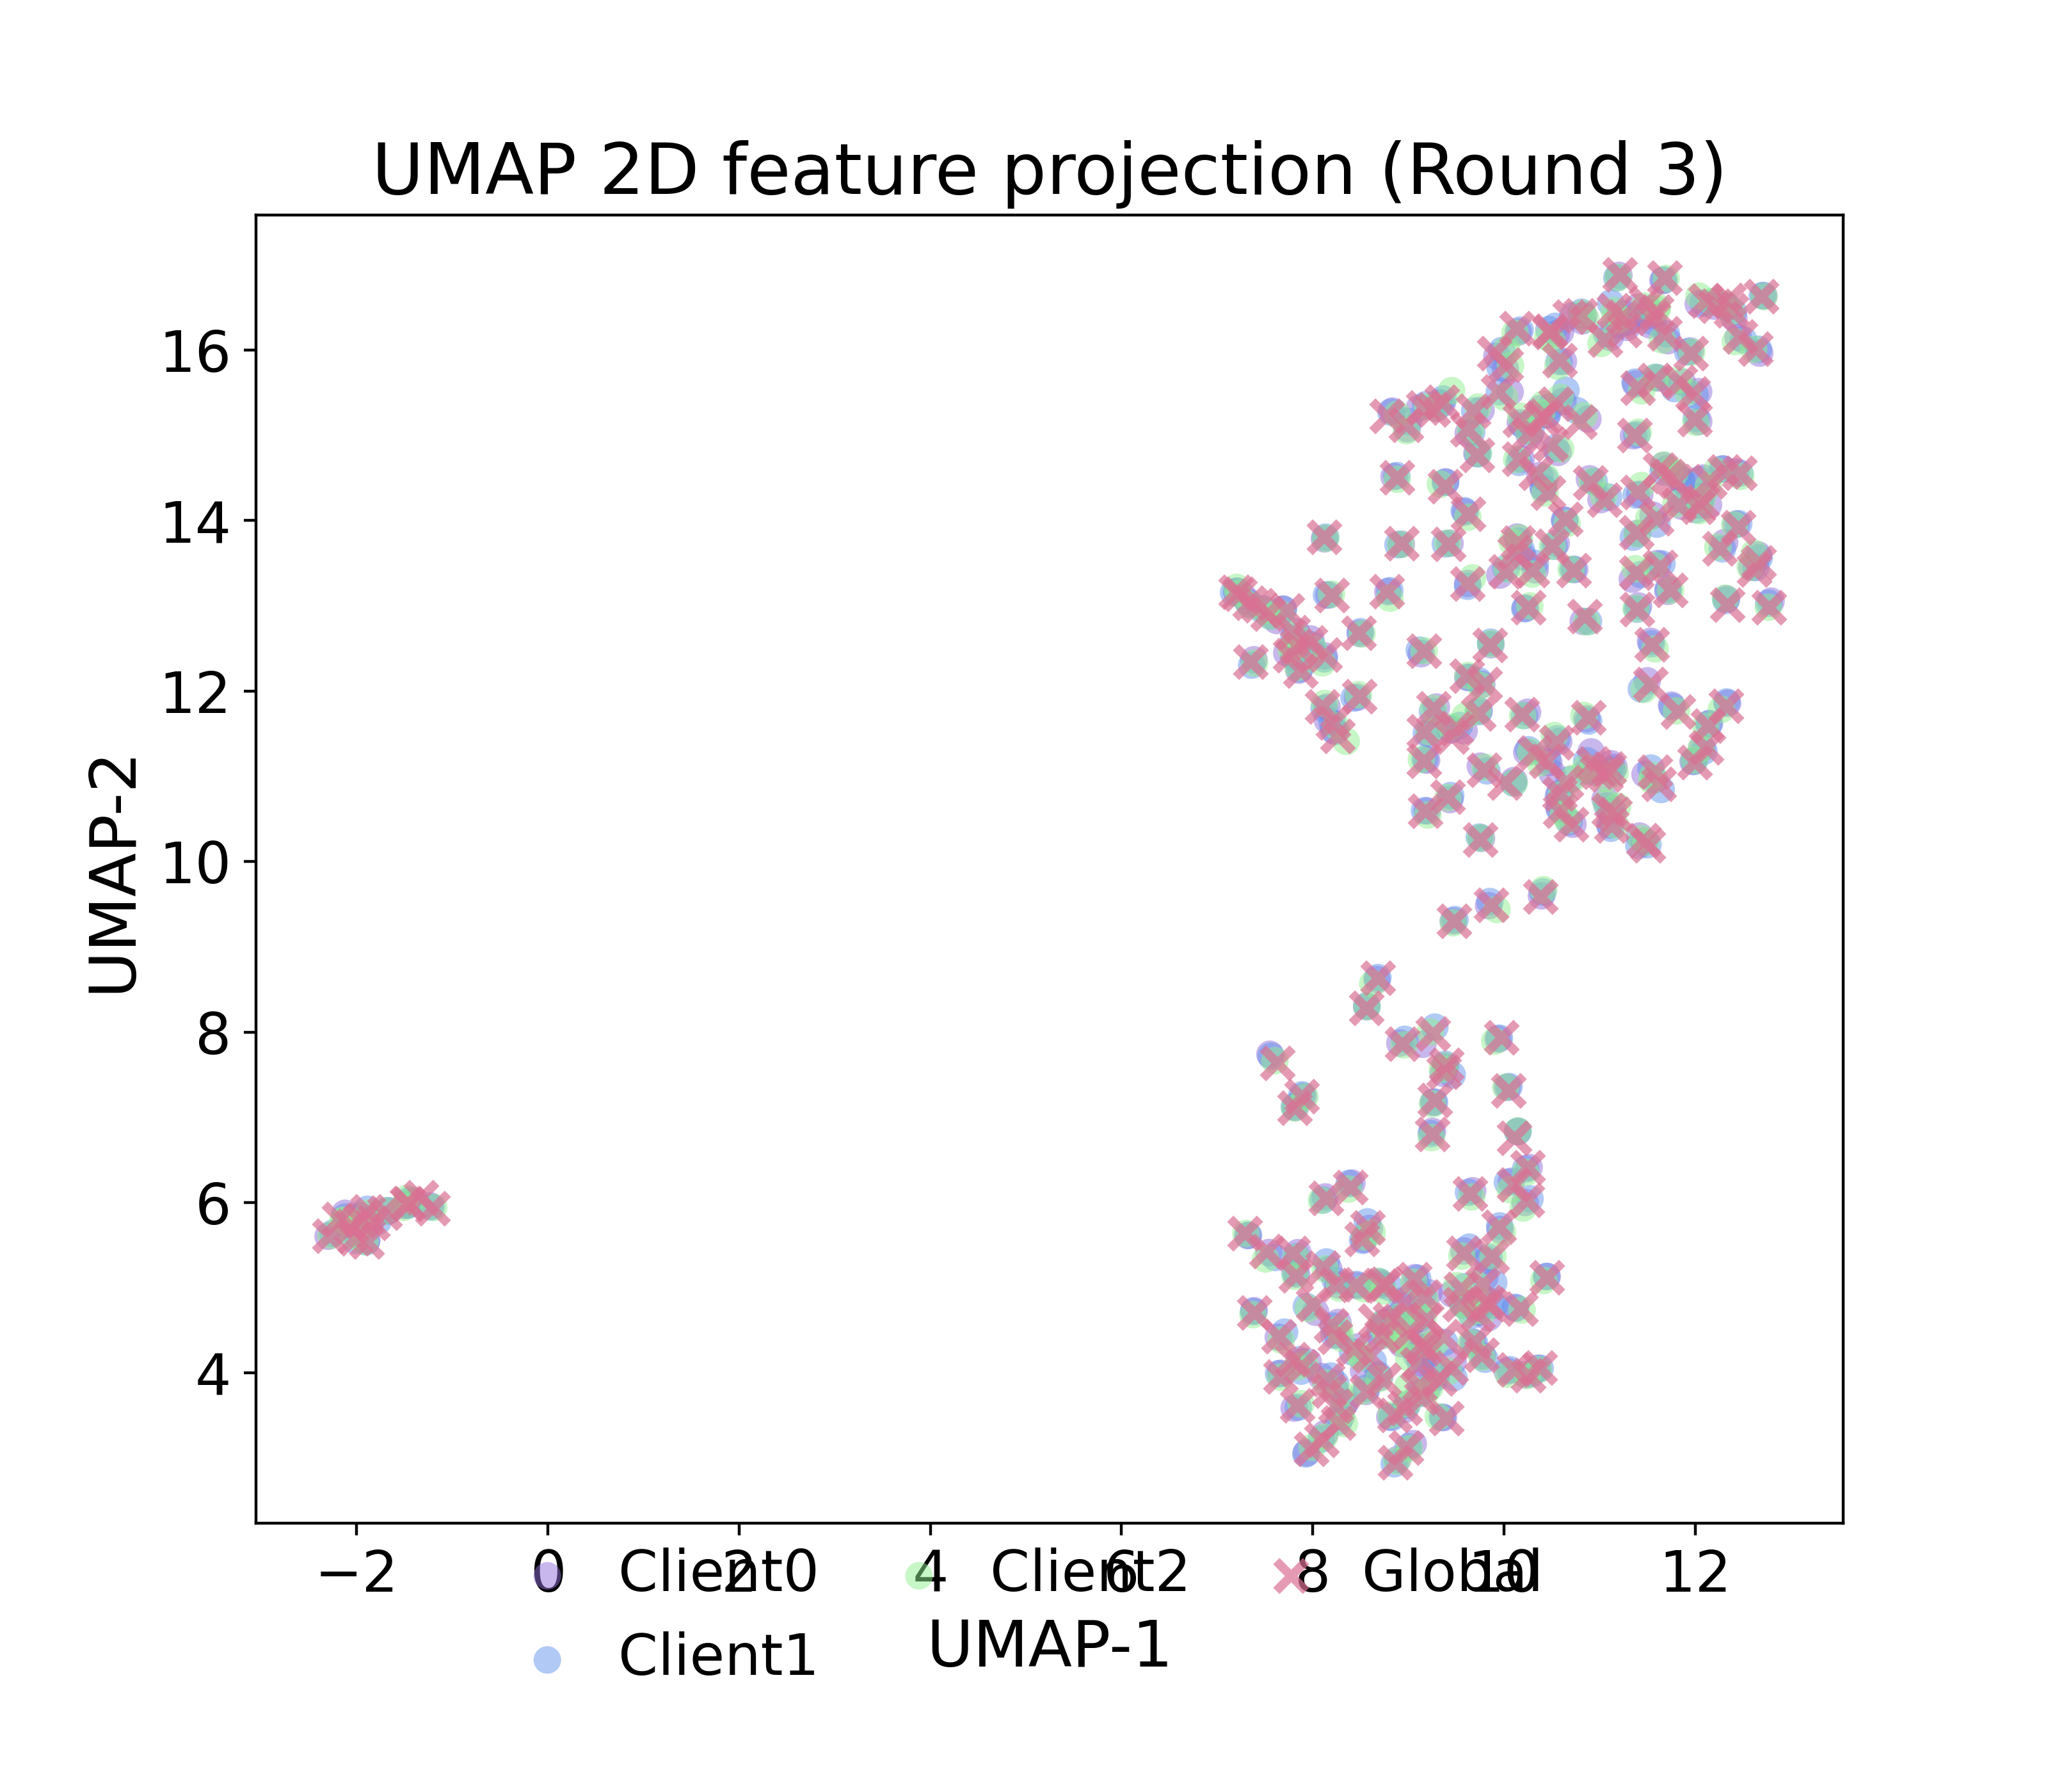 UMAP 2D feature projection (Round 3)
UMAP-2
16
14
12
10
8
6
4
−2 0 2 4 6 8 10 12
Client0 Client2 Global
Client1
UMAP-1